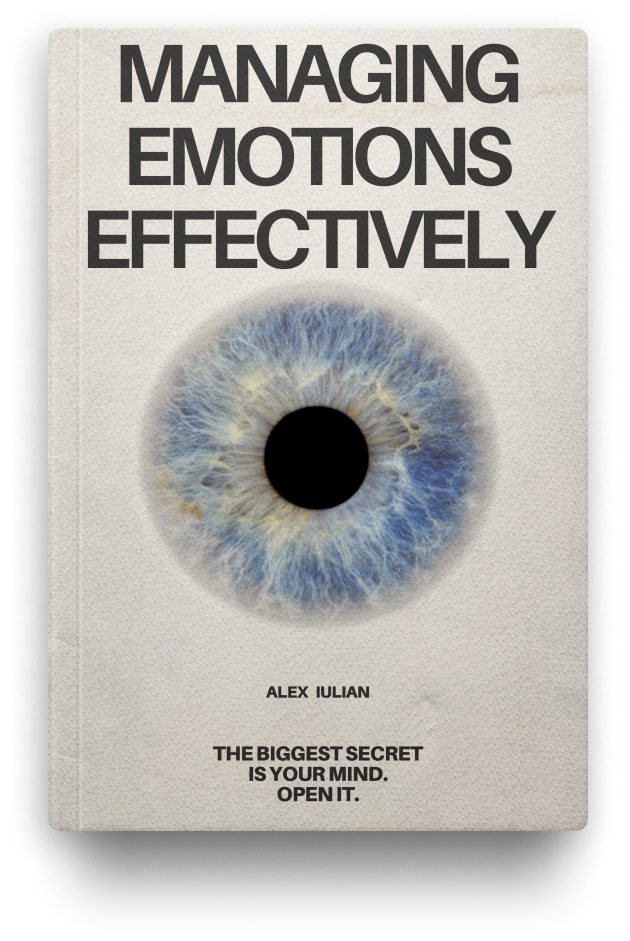 MANAGING
EMOTIONS
EFFECTIVELY
ALEX IULIAN
THE BIGGEST SECRET
IS YOUR MIND.
OPEN IT.